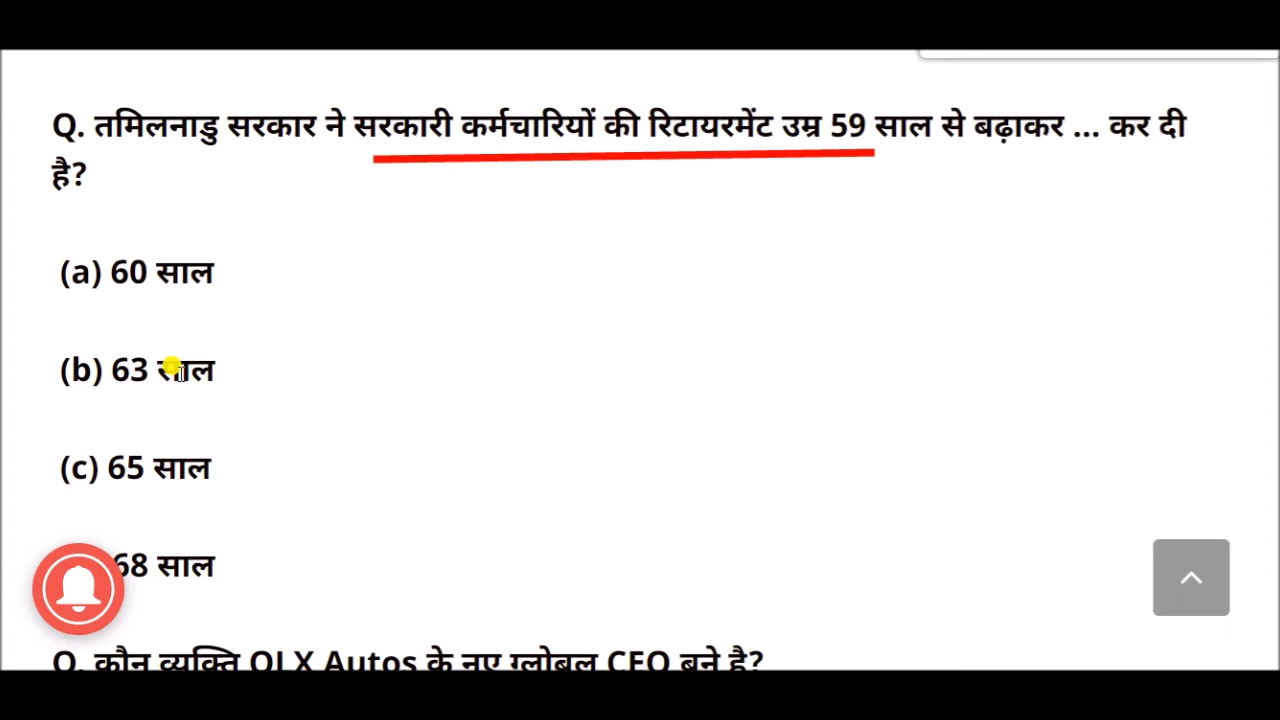 Q. तमिलनाडु सरकार ने सरकारी कर्मचारियों की रिटायरमेंट उम्र 59 साल से बढ़ाकर ... कर दी
है?
(a) 60 साल
(b) 63 साल
(c) 65 साल
68 साल
Q. कौन व्यक्ति OLX Autos के नए ग्लोबल CEO बने है?